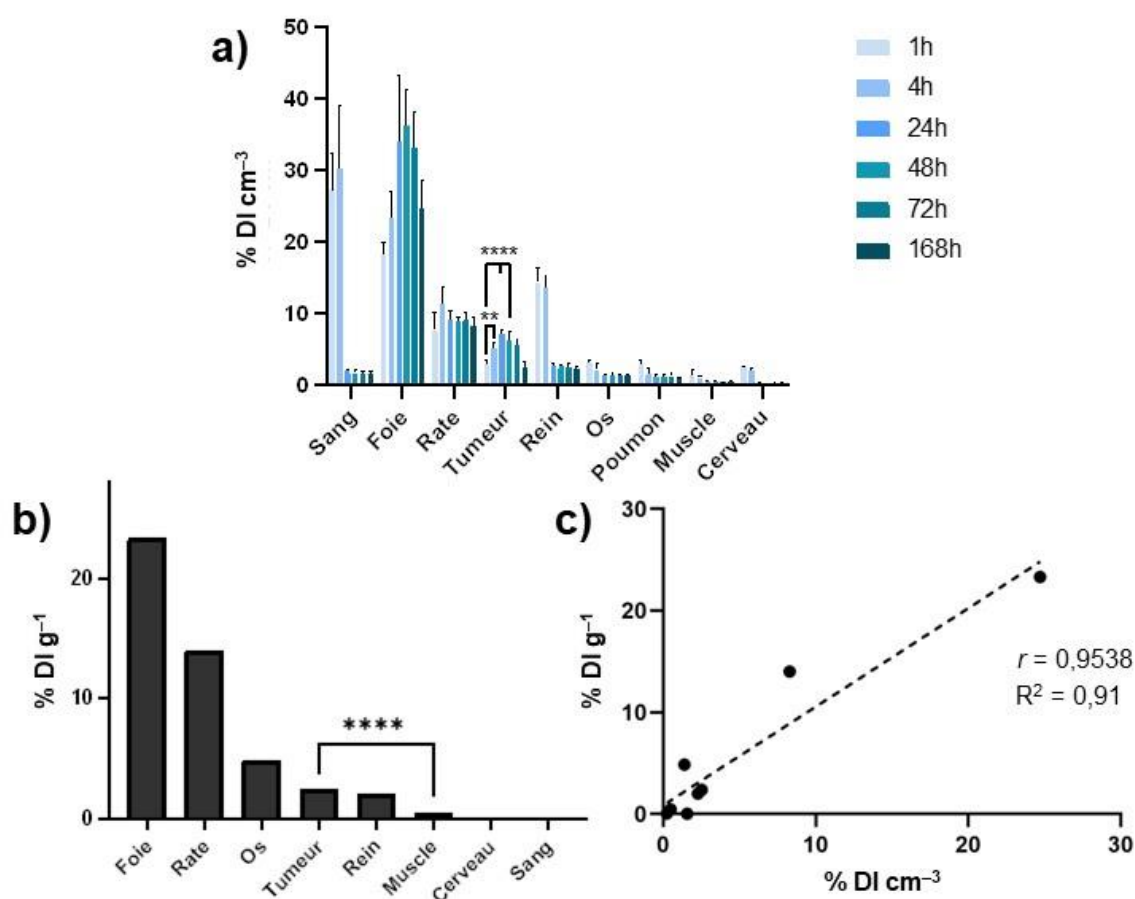 a)
% DI cm⁻³
50
40
30
20
10
0
****
**
Sang
Foie
Rate
Tumeur
Rein
Os
Poumon
Muscle
Cerveau
1h
4h
24h
48h
72h
168h
b)
% DI g⁻¹
20
10
0
****
Foie
Rate
Os
Tumeur
Rein
Muscle
Cerveau
Sang
c)
% DI g⁻¹
30
20
10
0
r = 0,9538
R² = 0,91
0 10 20 30
% DI cm⁻³